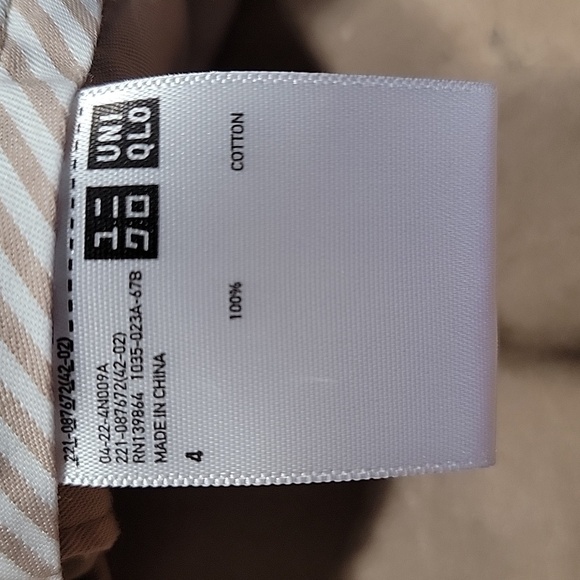 UNI
QLO
ユニ
クロ
221-087672(42-02)
04-22-4N009A
221-087672(42-02)
RN139864 1035-023A-67B
MADE IN CHINA
4
100% COTTON